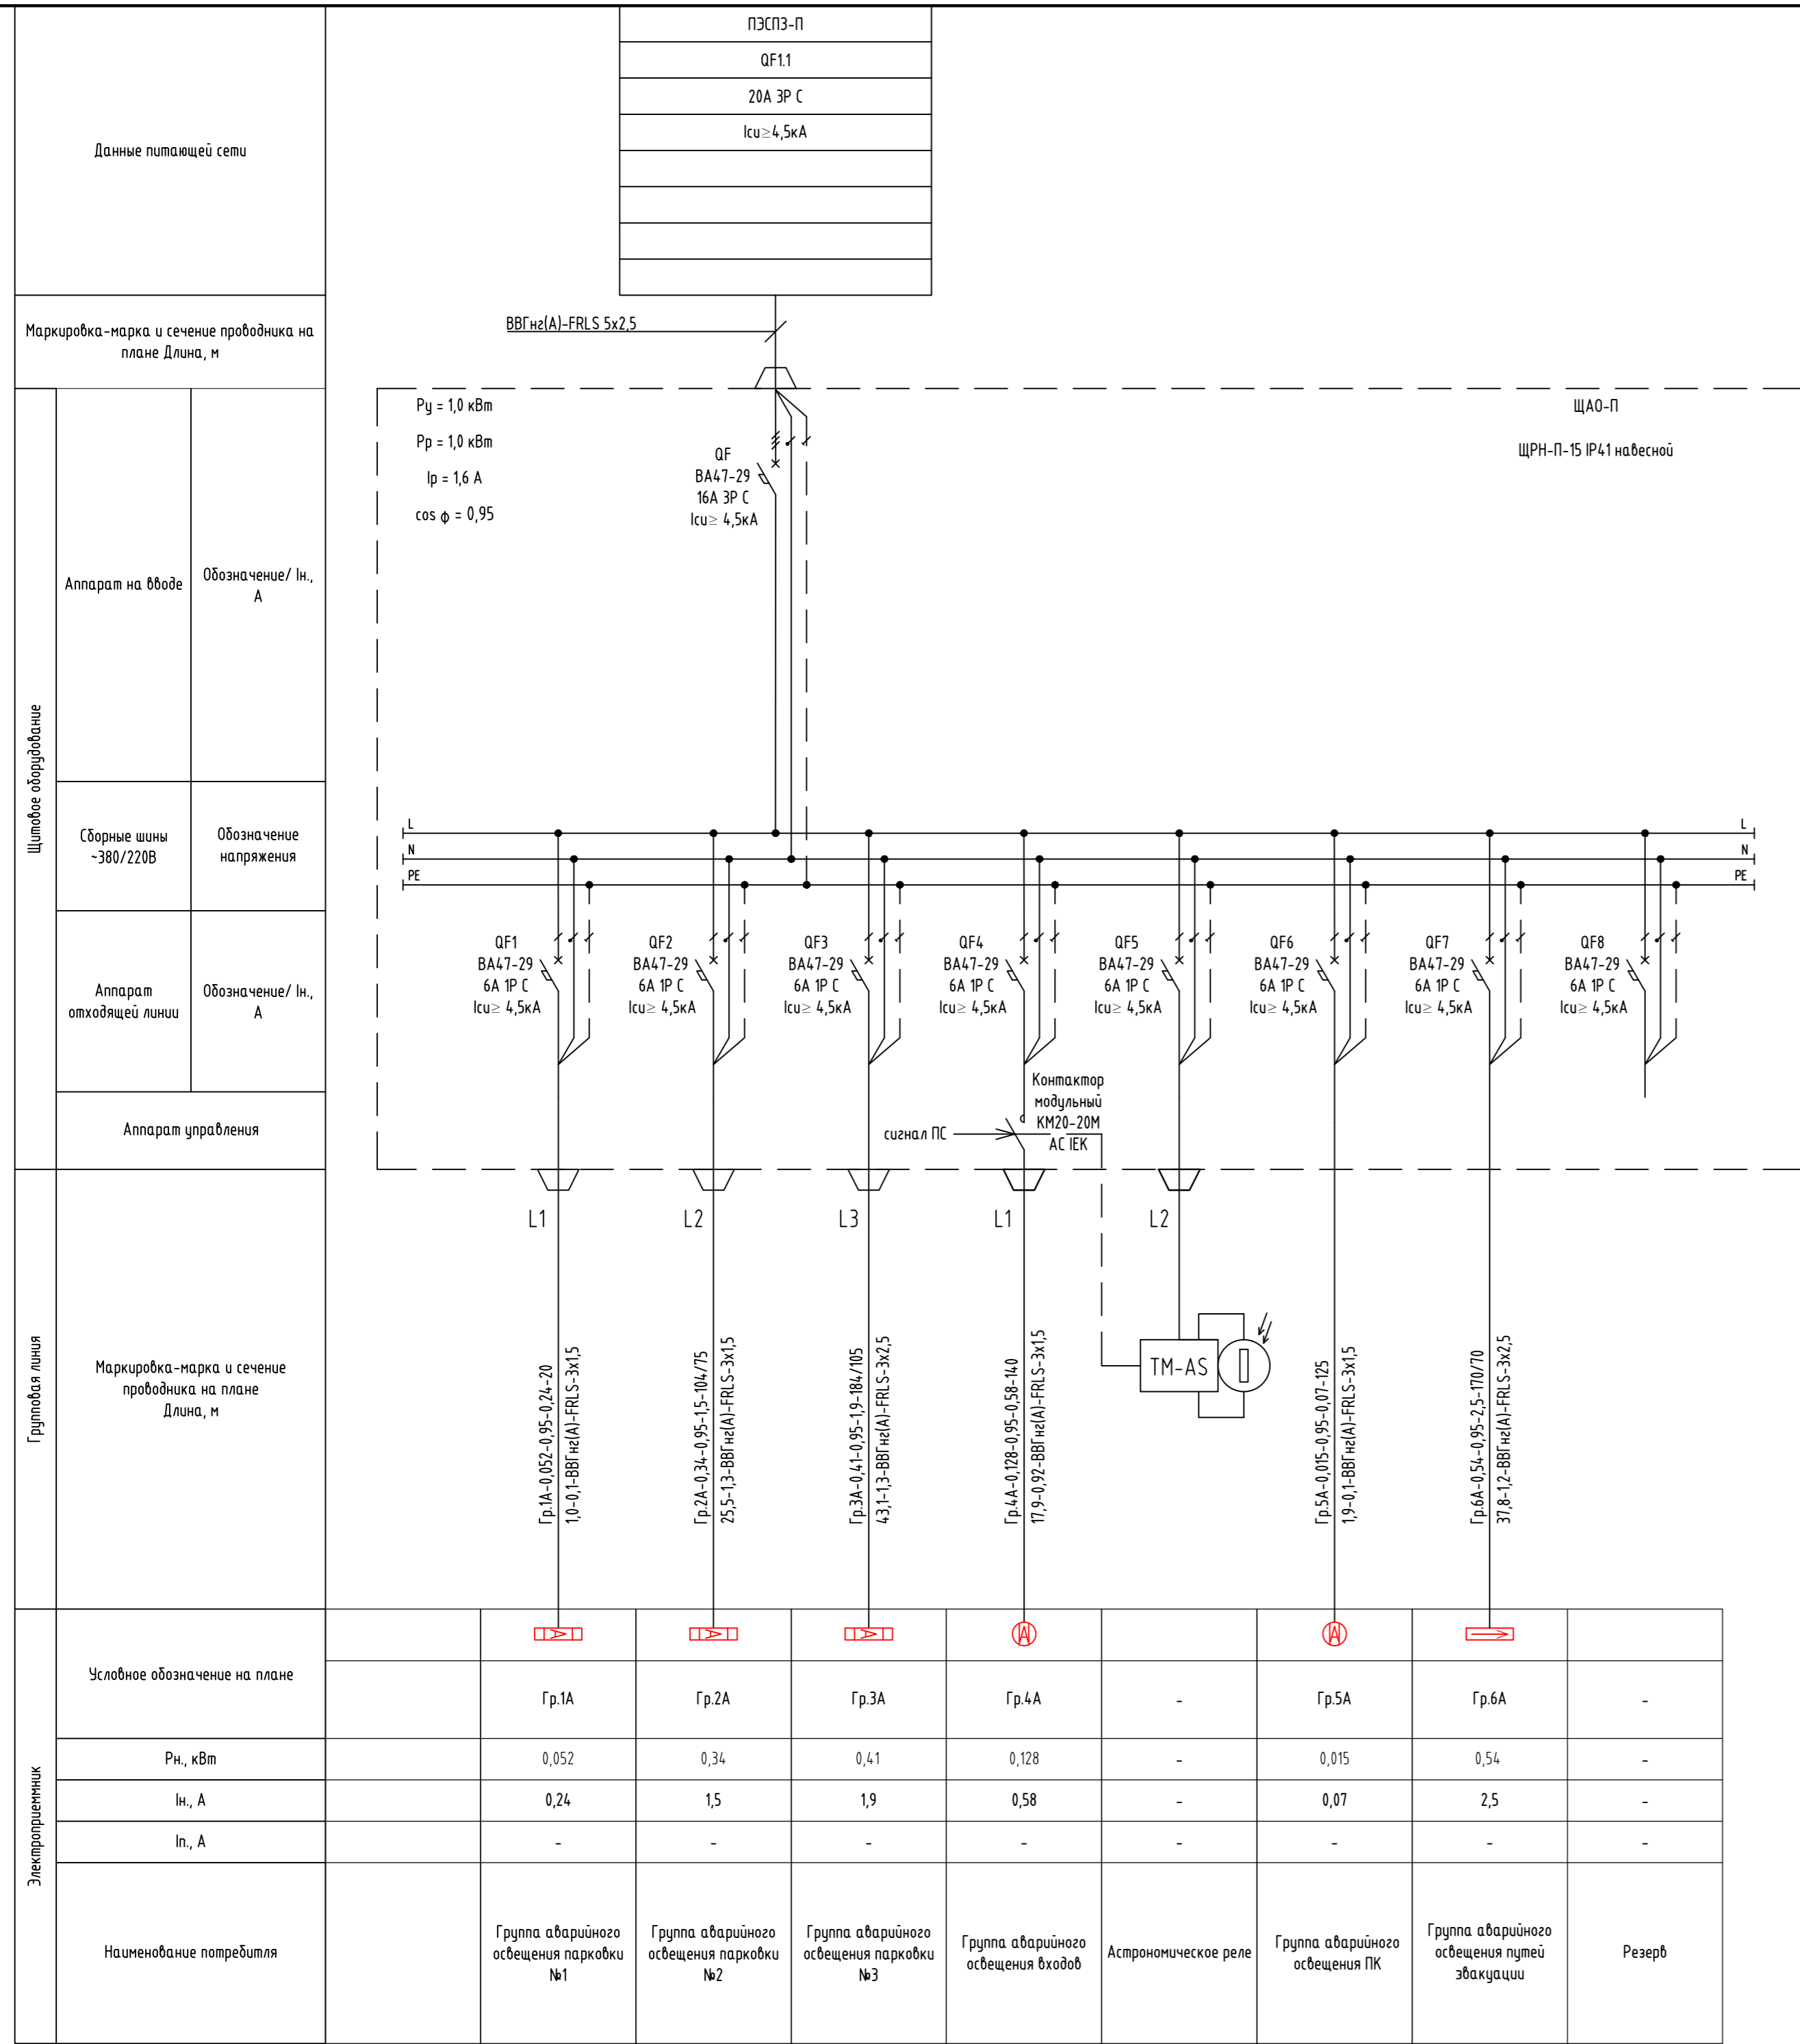 ПЭСПЗ-П
QF1.1
20А 3Р С
Icu≥4,5кА
Данные питающей сети
Маркировка-марка и сечение проводника на
плане Длина, м
ВВГнг(А)-FRLS 5х2,5
Щитовое оборудование
Аппарат на вводе
Обозначение/ Iн.,
А
Ру = 1,0 кВт
Рр = 1,0 кВт
Iр = 1,6 А
cos φ = 0,95
QF
ВА47-29
16А 3Р С
Icu≥ 4,5кА
ЩАО-П
ЩРН-П-15 IP41 навесной
Сборные шины
~380/220В
Обозначение
напряжения
L
L
N
N
PE
PE
Аппарат
отходящей линии
Обозначение/ Iн.,
А
QF1
ВА47-29
6А 1Р С
Icu≥ 4,5кА
QF2
ВА47-29
6А 1Р С
Icu≥ 4,5кА
QF3
ВА47-29
6А 1Р С
Icu≥ 4,5кА
QF4
ВА47-29
6А 1Р С
Icu≥ 4,5кА
QF5
ВА47-29
6А 1Р С
Icu≥ 4,5кА
QF6
ВА47-29
6А 1Р С
Icu≥ 4,5кА
QF7
ВА47-29
6А 1Р С
Icu≥ 4,5кА
QF8
ВА47-29
6А 1Р С
Icu≥ 4,5кА
Аппарат управления
сигнал ПС
Контактор
модульный
КМ20-20М
AC IEK
Групповая линия
Маркировка-марка и сечение
проводника на плане
Длина, м
L1
L2
L3
L1
L2
Гр.1А-0,052-0,95-0,24-20
1,0-0,1-ВВГнг(А)-FRLS-3х1,5
Гр.2А-0,34-0,95-1,5-104/75
25,5-1,3-ВВГнг(А)-FRLS-3х1,5
Гр.3А-0,41-0,95-1,9-184/105
43,1-1,3-ВВГнг(А)-FRLS-3х2,5
Гр.4А-0,128-0,95-0,58-140
17,9-0,92-ВВГнг(А)-FRLS-3х1,5
TM-AS
Гр.5А-0,015-0,95-0,07-125
1,9-0,1-ВВГнг(А)-FRLS-3х1,5
Гр.6А-0,54-0,95-2,5-170/70
37,8-1,2-ВВГнг(А)-FRLS-3х2,5
Электроприеммник
Условное обозначение на плане
А
А
А
А
А
Гр.1А
Гр.2А
Гр.3А
Гр.4А
-
Гр.5А
Гр.6А
-
Рн., кВт
0,052
0,34
0,41
0,128
-
0,015
0,54
-
Iн., А
0,24
1,5
1,9
0,58
-
0,07
2,5
-
Iп., А
-
-
-
-
-
-
-
-
Наименование потребитля
Группа аварийного
освещения парковки
№1
Группа аварийного
освещения парковки
№2
Группа аварийного
освещения парковки
№3
Группа аварийного
освещения входов
Астрономическое реле
Группа аварийного
освещения ПК
Группа аварийного
освещения путей
эвакуации
Резерв